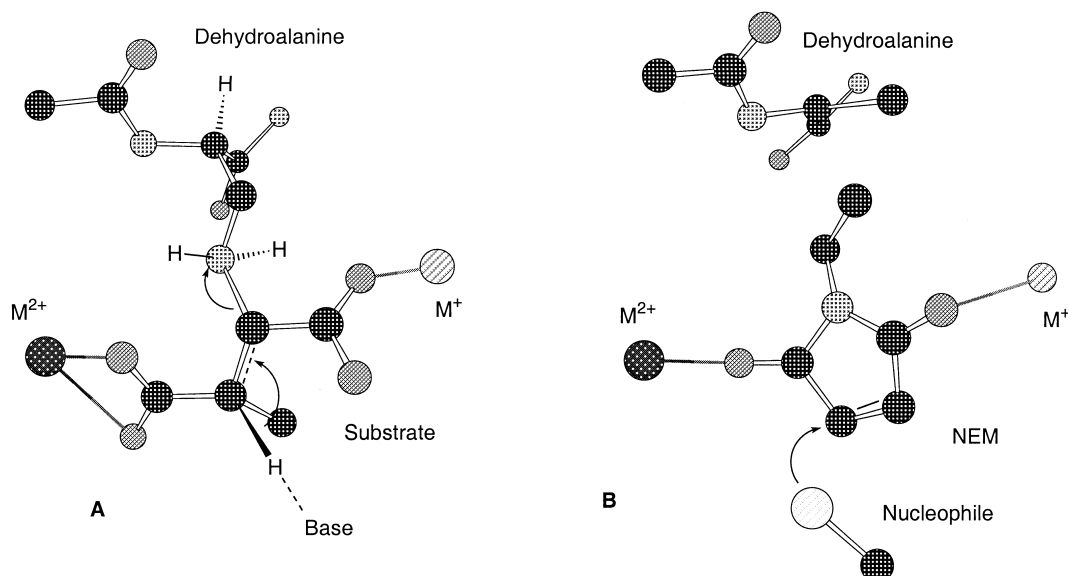 Dehydroalanine
H
H
H
M2+
M+
Substrate
H
Base
A
Dehydroalanine
M2+
M+
NEM
B
Nucleophile